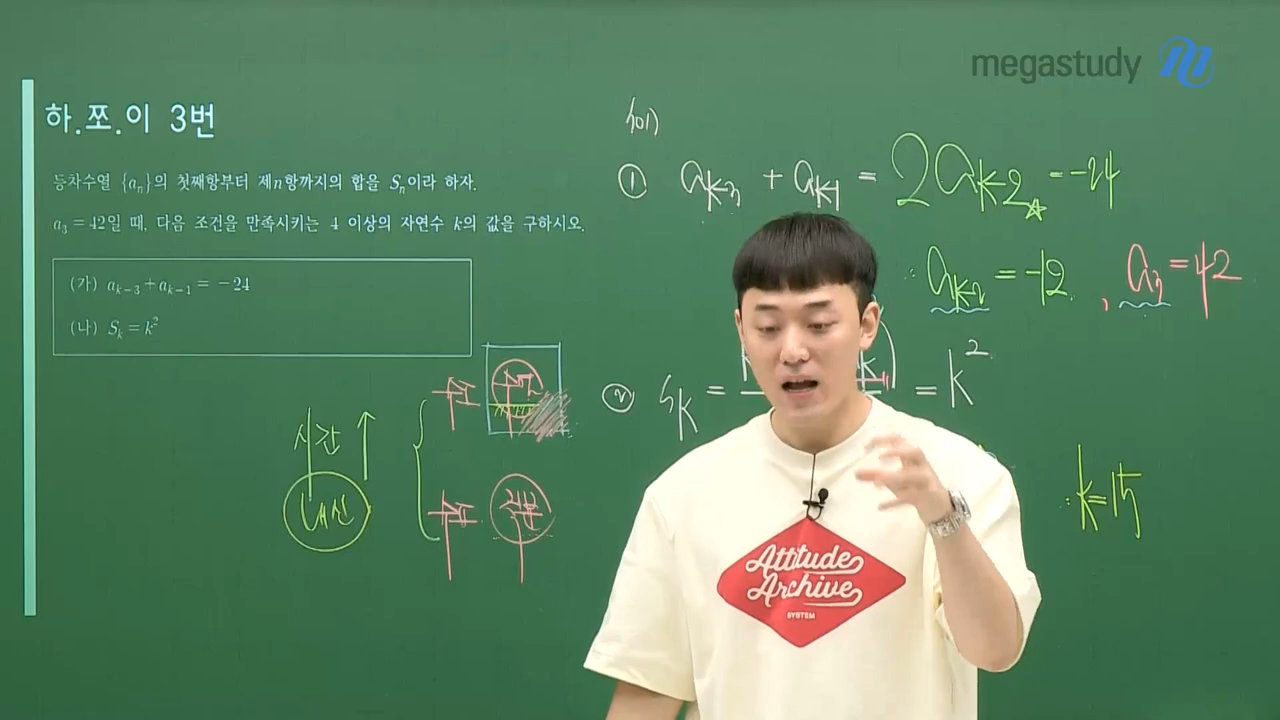 megastudy
하.쪼.이 3번
등차수열 {aₙ}의 첫째항부터 제n항까지의 합을 Sₙ이라 하자.
a₃ = 42일 때, 다음 조건을 만족시키는 4 이상의 자연수 k의 값을 구하시오.
(가) aₖ₋₃ + aₖ₋₁ = −24
(나) Sₖ = k²
① aₖ₋₃ + aₖ₋₁ = 2aₖ₋₂ = -24
∴ aₖ₋₂ = -12, a₃ = 42
② Sₖ = = k²
∴ k=15
시간
내신
직분
Attitude
Archive
SYSTEM